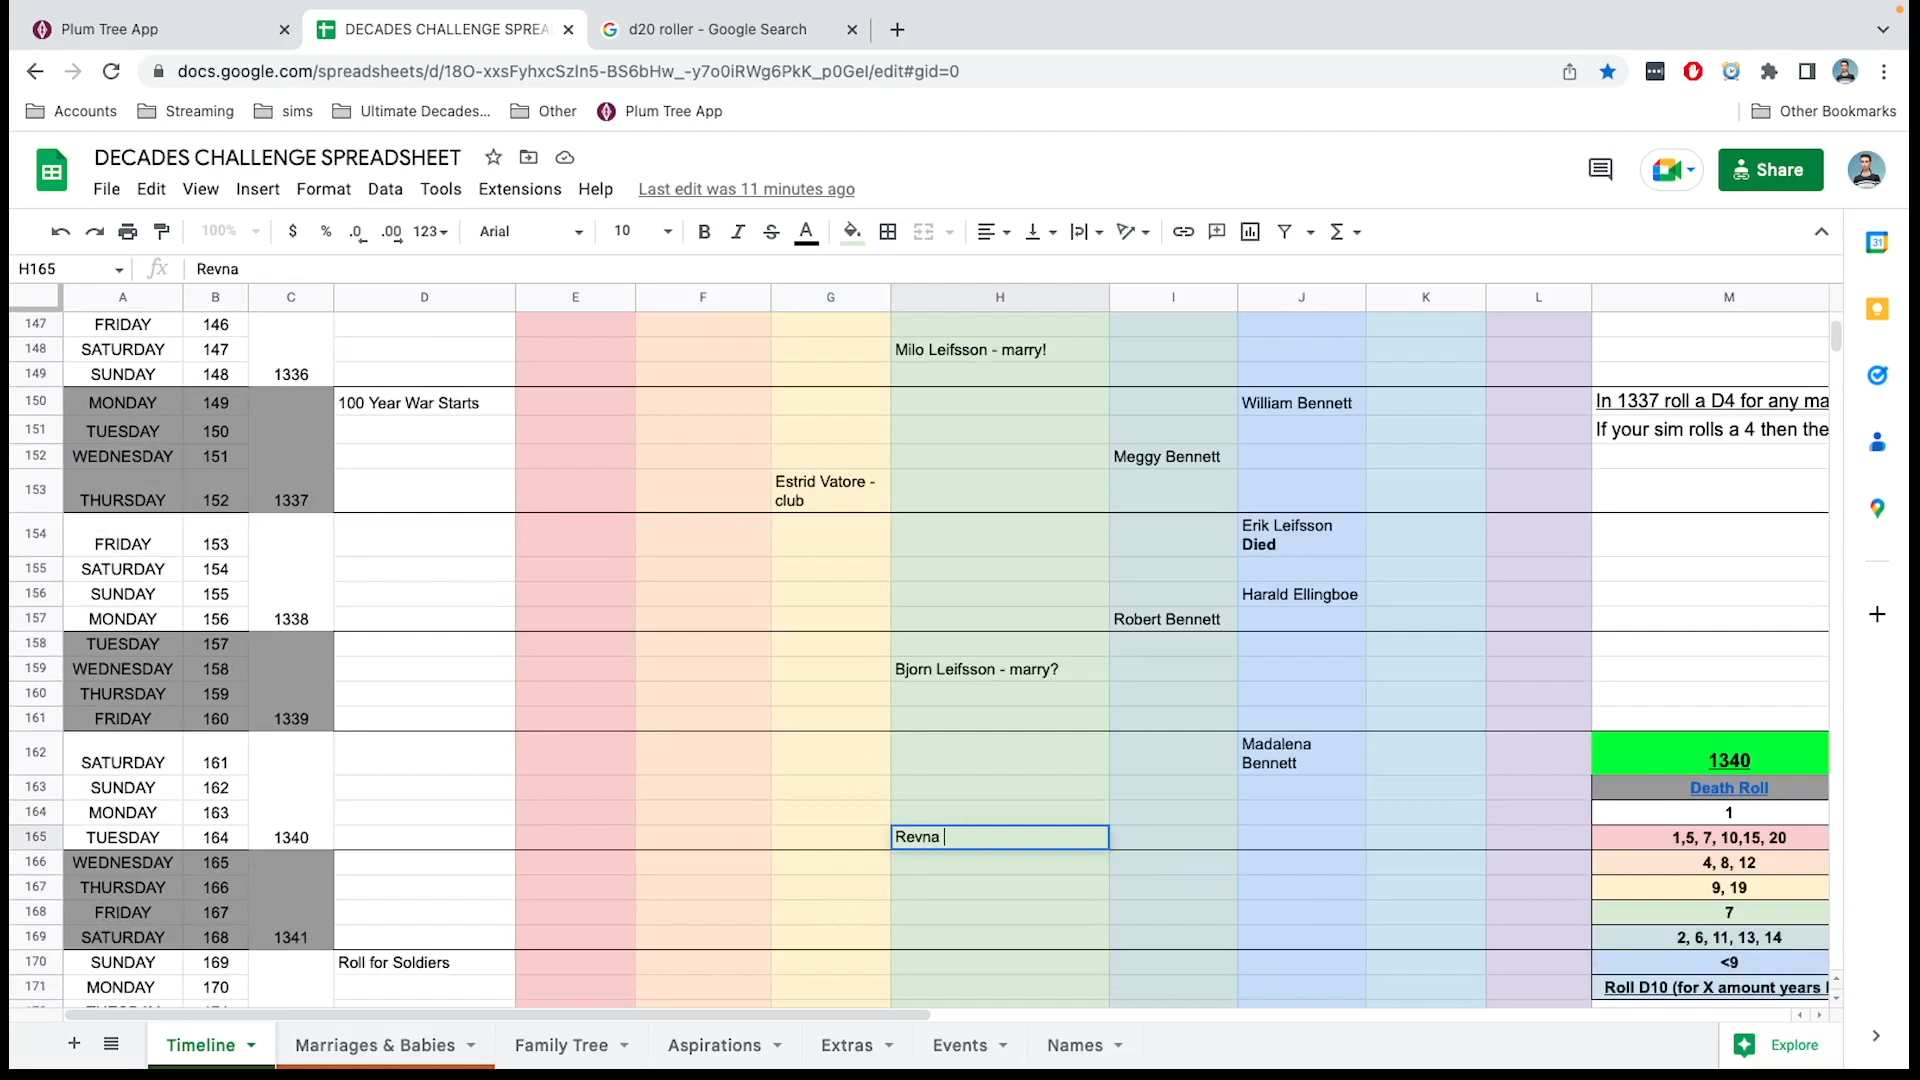 Plum Tree App
DECADES CHALLENGE SPREA
d20 roller - Google Search
docs.google.com/spreadsheets/d/18O-xxsFyhxcSzIn5-BS6bHw_-y7o0iRWg6PkK_p0GeI/edit#gid=0
Accounts Streaming sims Ultimate Decades... Other Plum Tree App Other Bookmarks
DECADES CHALLENGE SPREADSHEET
File Edit View Insert Format Data Tools Extensions Help Last edit was 11 minutes ago
Share
100% $ % .0 .00 123 Arial 10 B I S A
H165 fx Revna
A B C D E F G H I J K L M
147 FRIDAY 146
148 SATURDAY 147 Milo Leifsson - marry!
149 SUNDAY 148 1336
150 MONDAY 149 100 Year War Starts William Bennett In 1337 roll a D4 for any ma
151 TUESDAY 150 If your sim rolls a 4 then the
152 WEDNESDAY 151 Meggy Bennett
153 THURSDAY 152 1337 Estrid Vatore -
club
154 FRIDAY 153 Erik Leifsson
Died
155 SATURDAY 154
156 SUNDAY 155 Harald Ellingboe
157 MONDAY 156 1338 Robert Bennett
158 TUESDAY 157
159 WEDNESDAY 158 Bjorn Leifsson - marry?
160 THURSDAY 159
161 FRIDAY 160 1339
162 SATURDAY 161 Madalena
Bennett 1340
163 SUNDAY 162 Death Roll
164 MONDAY 163 1
165 TUESDAY 164 1340 Revna 1,5, 7, 10,15, 20
166 WEDNESDAY 165 4, 8, 12
167 THURSDAY 166 9, 19
168 FRIDAY 167 7
169 SATURDAY 168 1341 2, 6, 11, 13, 14
170 SUNDAY 169 Roll for Soldiers <9
171 MONDAY 170 Roll D10 (for X amount years
Timeline Marriages & Babies Family Tree Aspirations Extras Events Names Explore